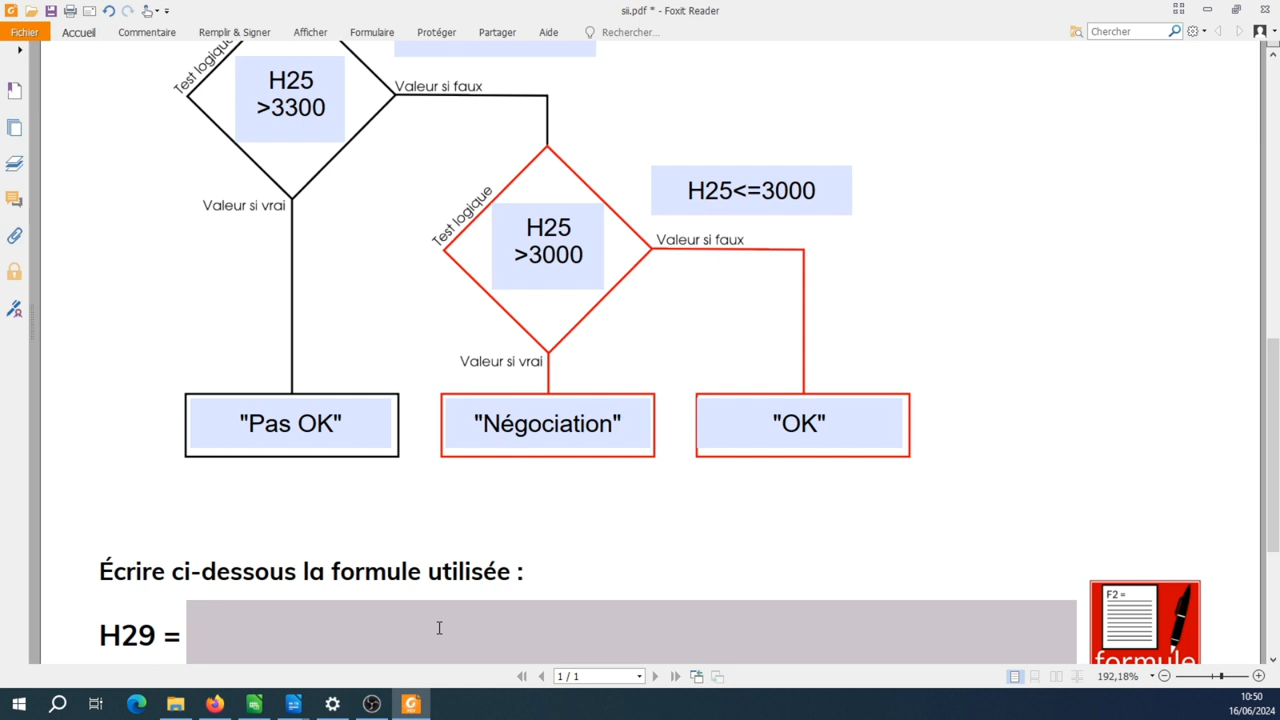 sii.pdf * - Foxit Reader
Fichier Accueil Commentaire Remplir & Signer Afficher Formulaire Protéger Partager Aide Rechercher... Chercher
Test logique
H25
>3300
Valeur si faux
Valeur si vrai
Test logique
H25
>3000
H25<=3000
Valeur si faux
Valeur si vrai
"Pas OK" "Négociation" "OK"
Écrire ci-dessous la formule utilisée :
H29 =
F2 =
formule
1 / 1
192,18%
10:50
16/06/2024